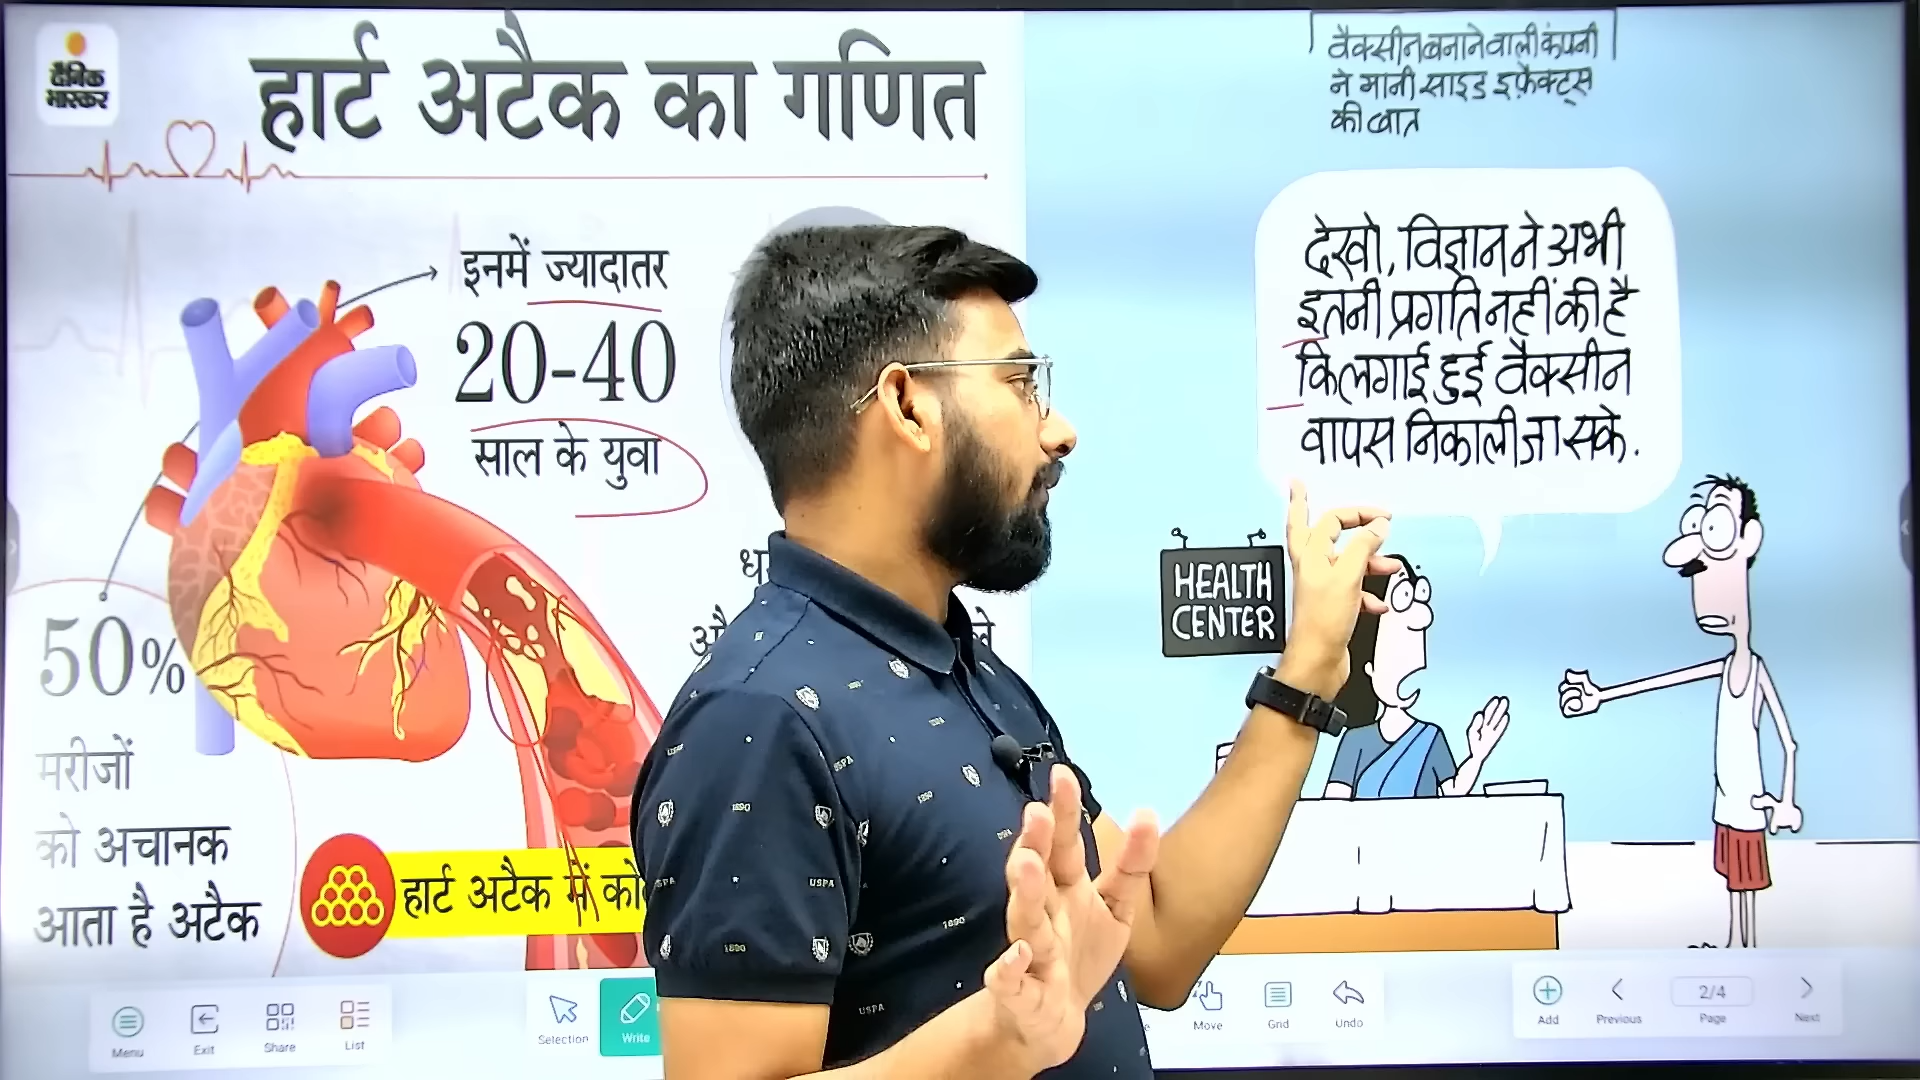 दैनिक
भास्कर
हार्ट अटैक का गणित
इनमें ज्यादातर
20-40
साल के युवा
50%
मरीजों
को अचानक
आता है अटैक
हार्ट अटैक में
वैक्सीन बनाने वाली कंपनी
ने मानी साइड इफ़ैक्ट्स
की बात
देखो, विज्ञान ने अभी
इतनी प्रगति नहीं की है
कि लगाई हुई वैक्सीन
वापस निकाली जा सके.
HEALTH
CENTER
USPA
1890
Menu
Exit
Share
List
Selection
Write
Move
Grid
Undo
Add
Previous
2/4
Page
Next